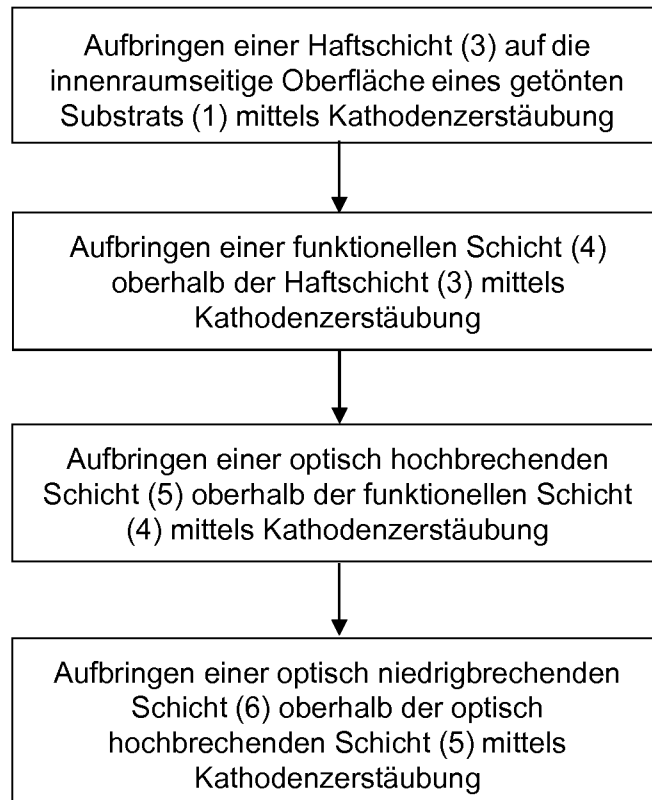 Aufbringen einer Haftschicht (3) auf die
innenraumseitige Oberfläche eines getönten
Substrats (1) mittels Kathodenzerstäubung
Aufbringen einer funktionellen Schicht (4)
oberhalb der Haftschicht (3) mittels
Kathodenzerstäubung
Aufbringen einer optisch hochbrechenden
Schicht (5) oberhalb der funktionellen Schicht
(4) mittels Kathodenzerstäubung
Aufbringen einer optisch niedrigbrechenden
Schicht (6) oberhalb der optisch
hochbrechenden Schicht (5) mittels
Kathodenzerstäubung